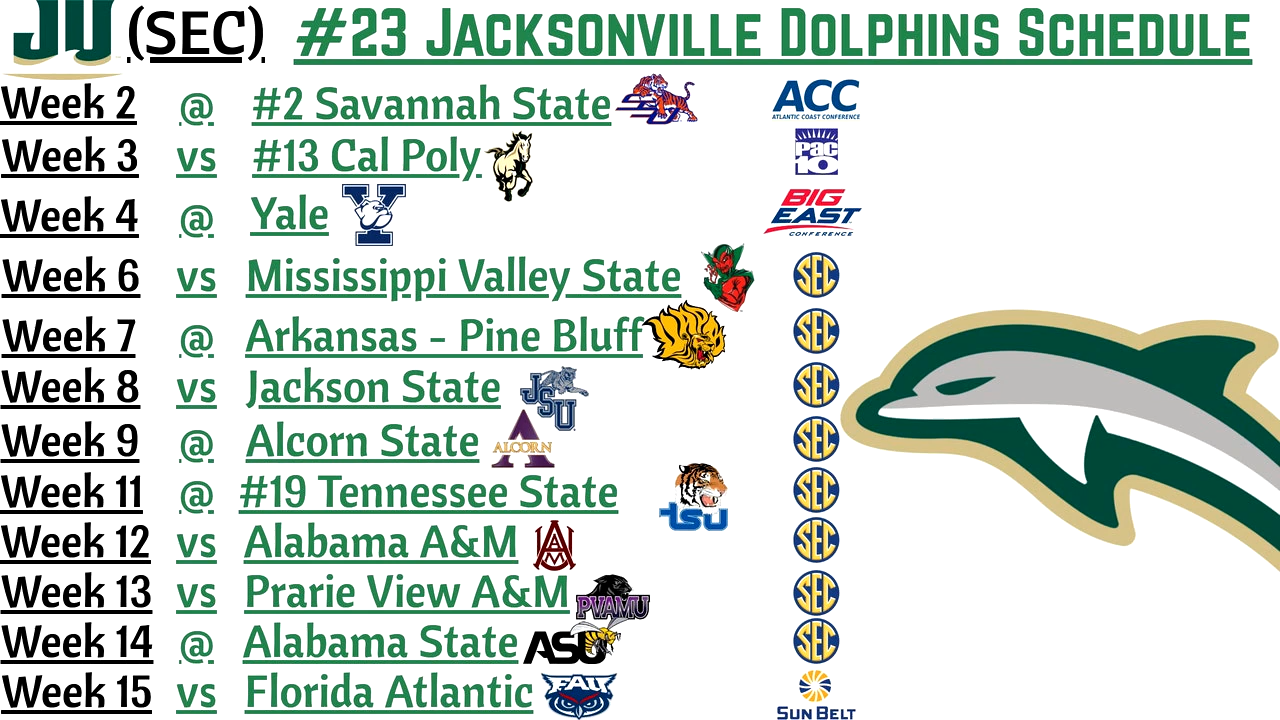 JU (SEC) #23 JACKSONVILLE DOLPHINS SCHEDULE
Week 2 @ #2 Savannah State SSU ACC ATLANTIC COAST CONFERENCE
Week 3 vs #13 Cal Poly PAC 10
Week 4 @ Yale Y BIG EAST CONFERENCE
Week 6 vs Mississippi Valley State SEC
Week 7 @ Arkansas - Pine Bluff SEC
Week 8 vs Jackson State JSU SEC
Week 9 @ Alcorn State A ALCORN SEC
Week 11 @ #19 Tennessee State TSU SEC
Week 12 vs Alabama A&M AAM SEC
Week 13 vs Prarie View A&M PVAMU SEC
Week 14 @ Alabama State ASU SEC
Week 15 vs Florida Atlantic FAU SUN BELT